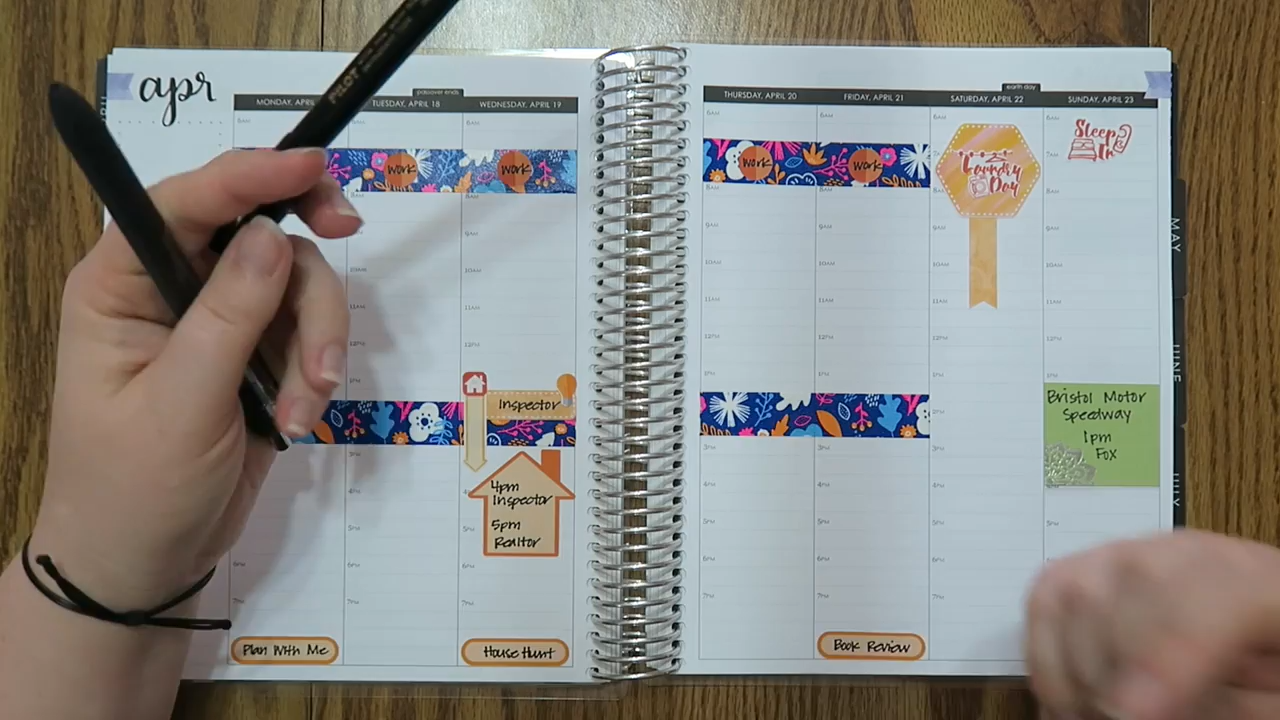 apr
passover ends
MONDAY, APRIL
TUESDAY, APRIL 18
WEDNESDAY, APRIL 19
earth day
THURSDAY, APRIL 20
FRIDAY, APRIL 21
SATURDAY, APRIL 22
SUNDAY, APRIL 23
work
work
work
work
Laundry
Day
Sleep
In
Inspector
4pm
Inspector
5pm
Realtor
Bristol Motor
Speedway
1pm
Fox
Plan With Me
House Hunt
Book Review
MAY
JUNE
JULY
PILOT